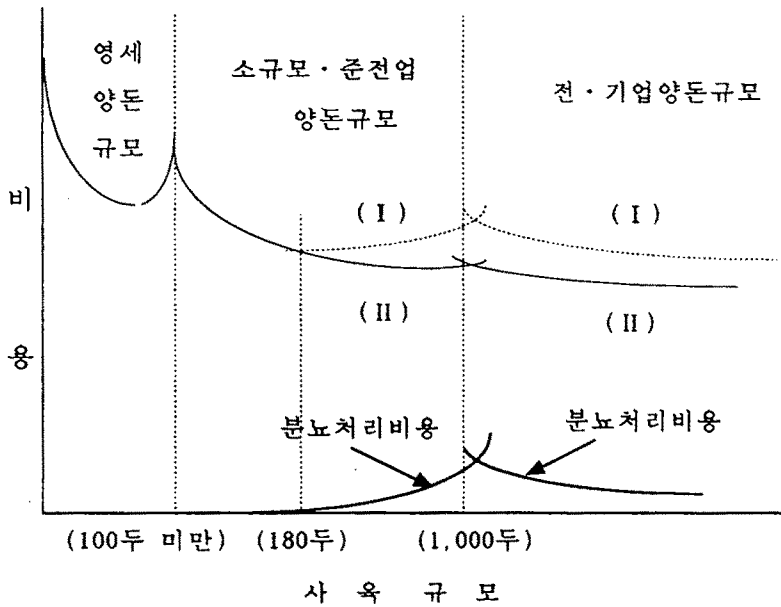 영세
양돈
규모
소규모·준전업
양돈규모
전·기업양돈규모
비
용
(I)
(I)
(II)
(II)
분뇨처리비용
분뇨처리비용
(100두 미만)
(180두)
(1,000두)
사 육 규 모